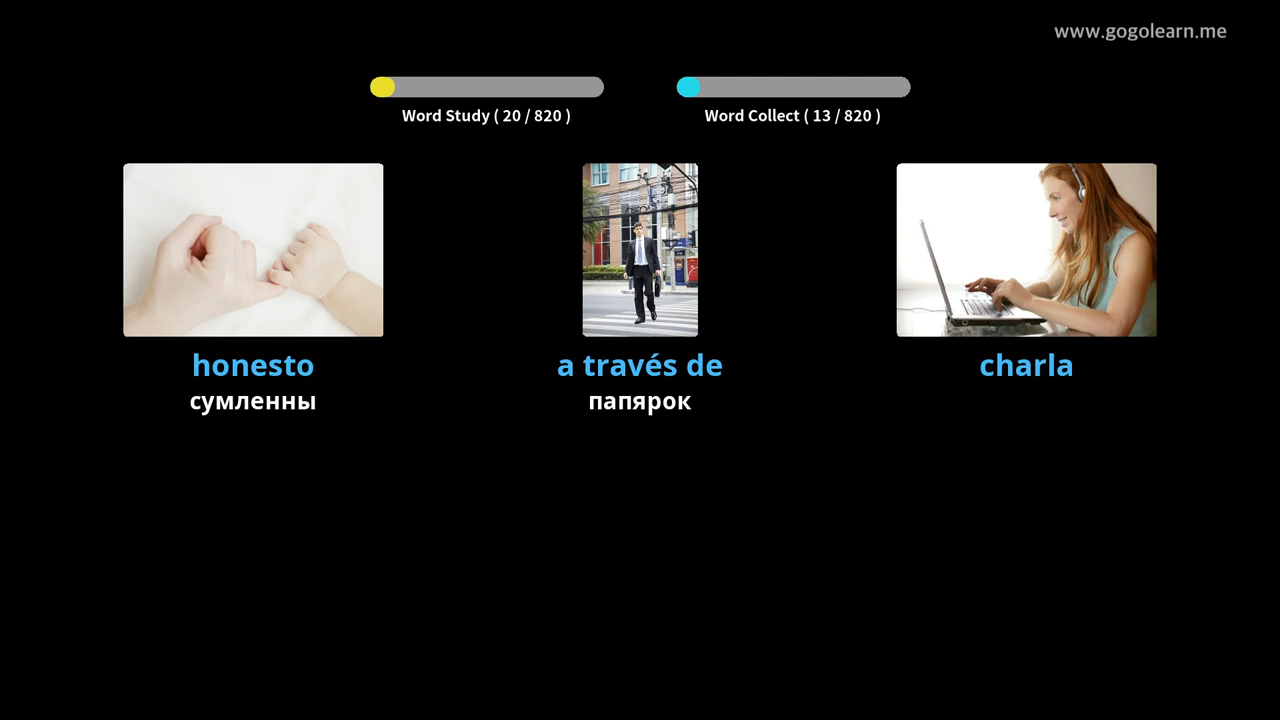 www.gogolearn.me
Word Study ( 20 / 820 )
Word Collect ( 13 / 820 )
honesto
сумленны
a través de
папярок
charla